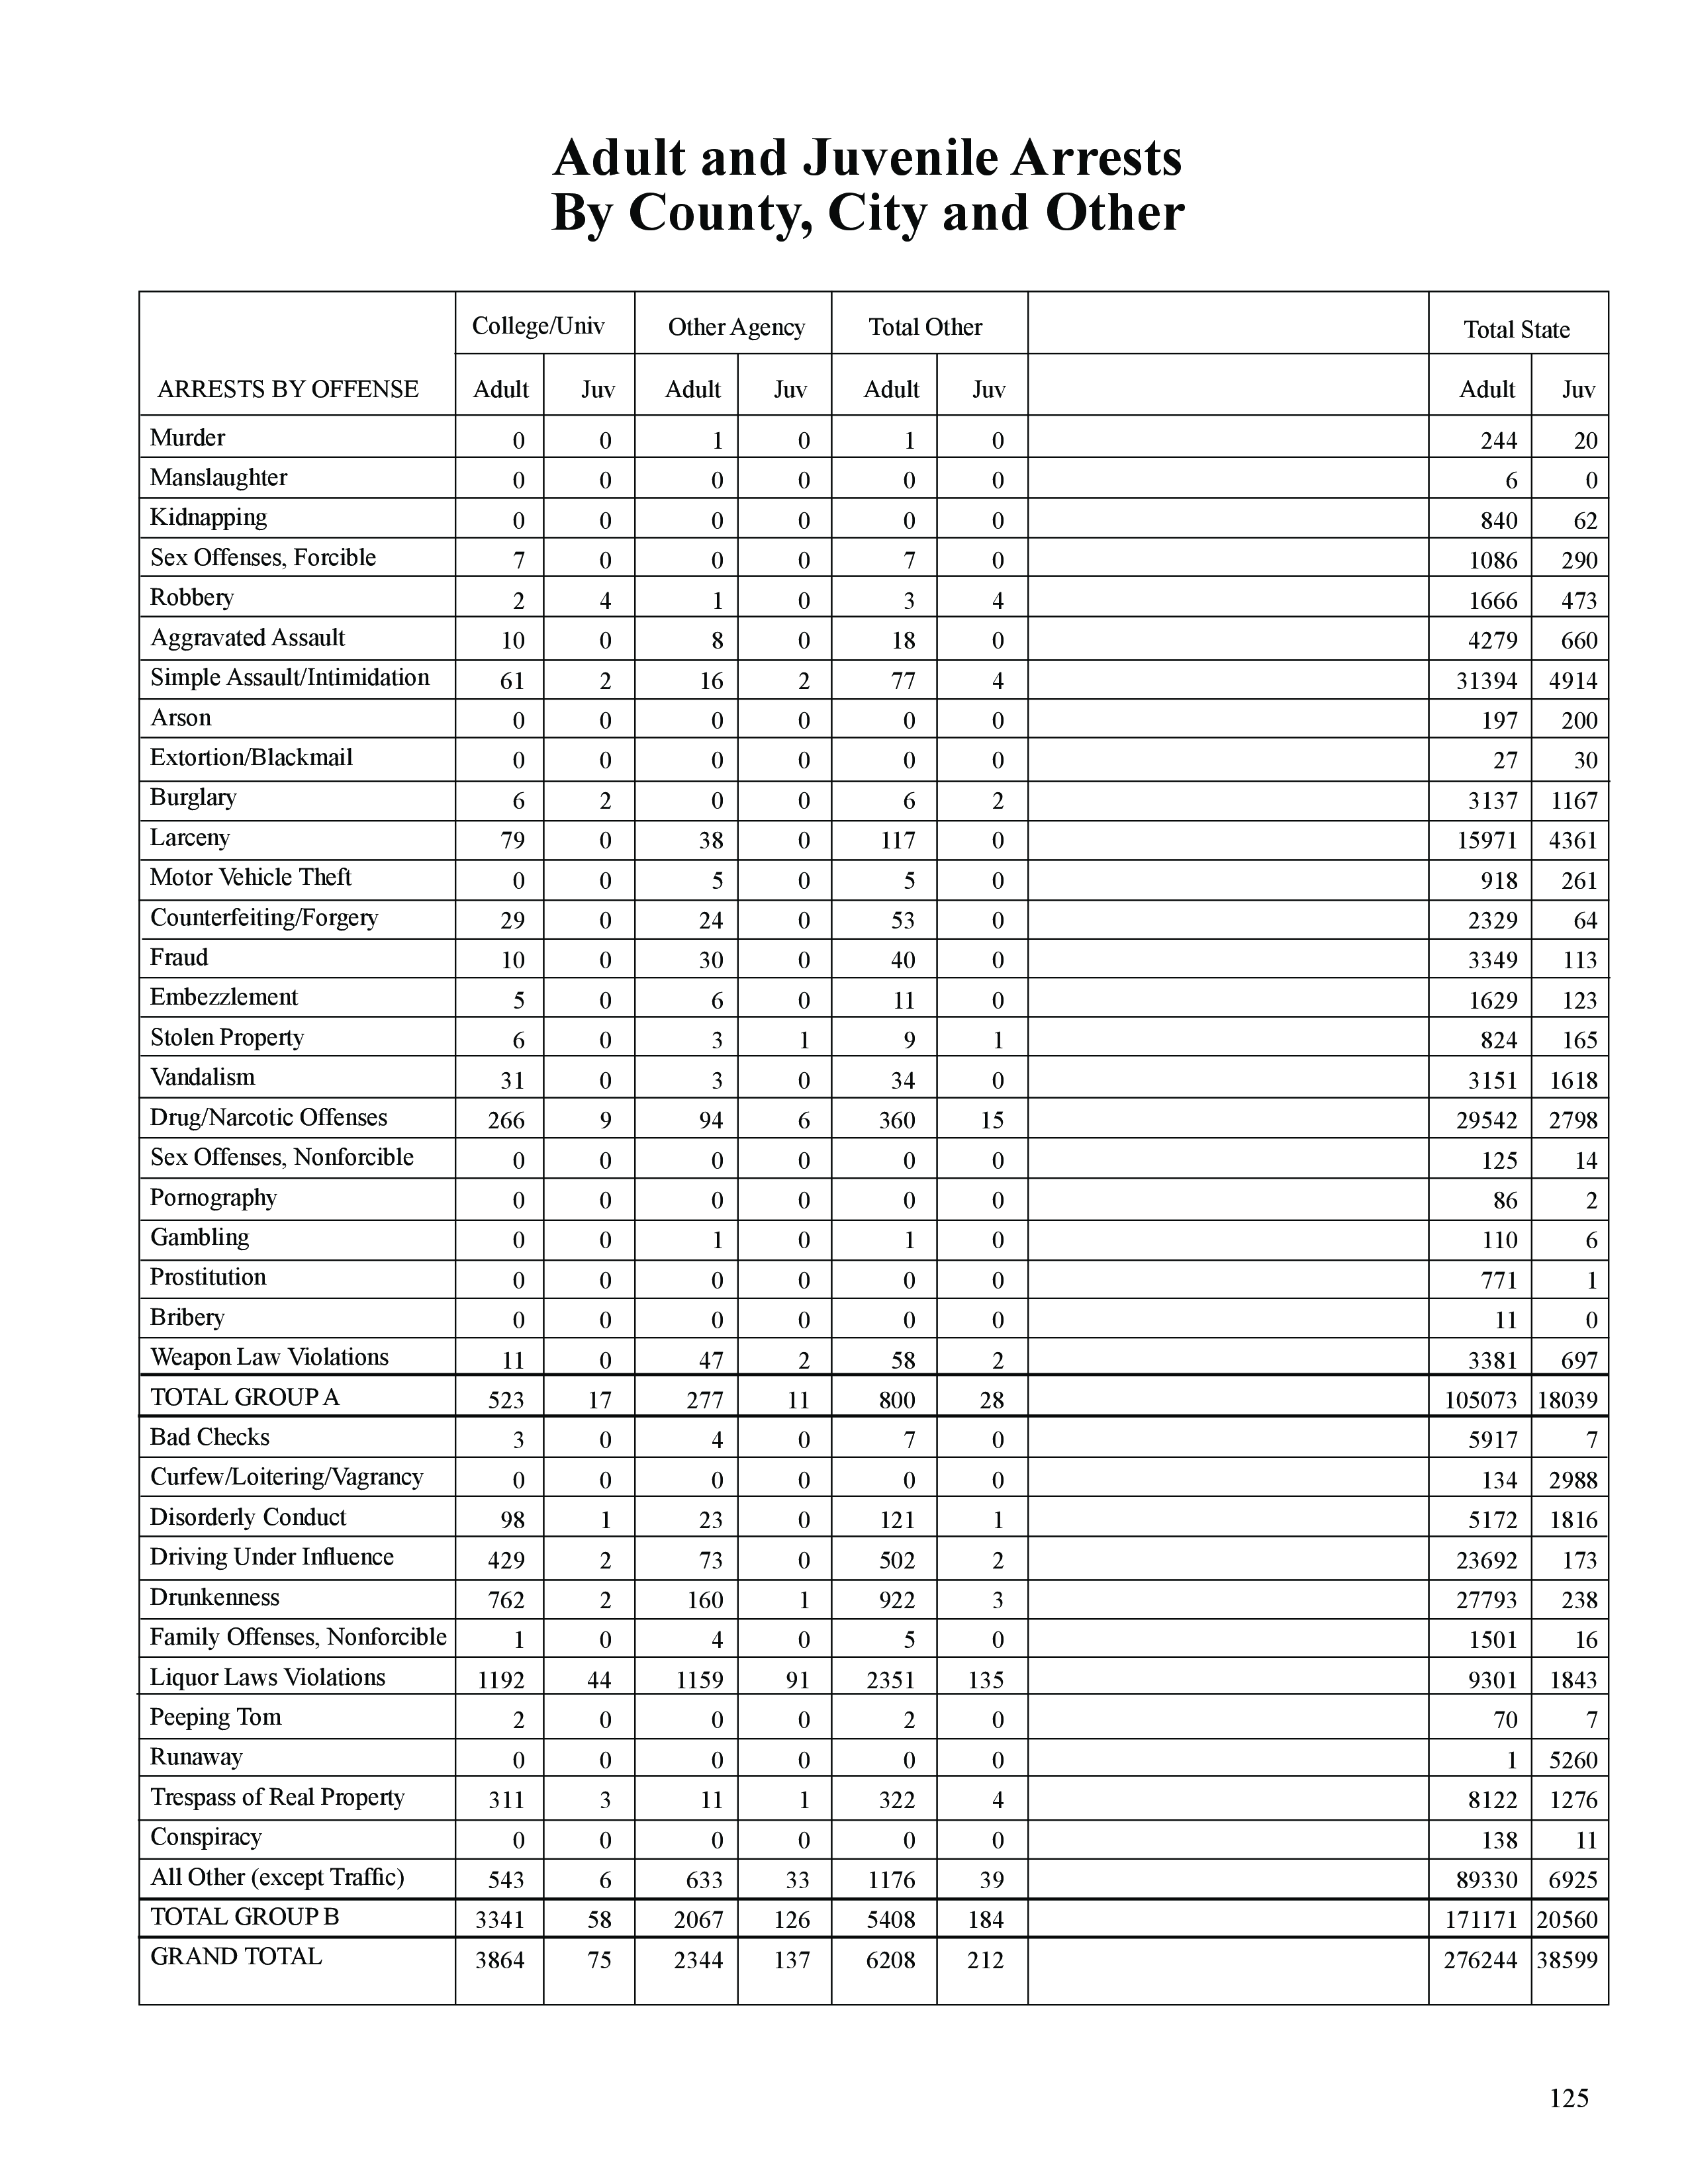 Adult and Juvenile Arrests
By County, City and Other
College/Univ Other Agency Total Other Total State
ARRESTS BY OFFENSE Adult Juv Adult Juv Adult Juv Adult Juv
Murder 0 0 1 0 1 0 244 20
Manslaughter 0 0 0 0 0 0 6 0
Kidnapping 0 0 0 0 0 0 840 62
Sex Offenses, Forcible 7 0 0 0 7 0 1086 290
Robbery 2 4 1 0 3 4 1666 473
Aggravated Assault 10 0 8 0 18 0 4279 660
Simple Assault/Intimidation 61 2 16 2 77 4 31394 4914
Arson 0 0 0 0 0 0 197 200
Extortion/Blackmail 0 0 0 0 0 0 27 30
Burglary 6 2 0 0 6 2 3137 1167
Larceny 79 0 38 0 117 0 15971 4361
Motor Vehicle Theft 0 0 5 0 5 0 918 261
Counterfeiting/Forgery 29 0 24 0 53 0 2329 64
Fraud 10 0 30 0 40 0 3349 113
Embezzlement 5 0 6 0 11 0 1629 123
Stolen Property 6 0 3 1 9 1 824 165
Vandalism 31 0 3 0 34 0 3151 1618
Drug/Narcotic Offenses 266 9 94 6 360 15 29542 2798
Sex Offenses, Nonforcible 0 0 0 0 0 0 125 14
Pornography 0 0 0 0 0 0 86 2
Gambling 0 0 1 0 1 0 110 6
Prostitution 0 0 0 0 0 0 771 1
Bribery 0 0 0 0 0 0 11 0
Weapon Law Violations 11 0 47 2 58 2 3381 697
TOTAL GROUP A 523 17 277 11 800 28 105073 18039
Bad Checks 3 0 4 0 7 0 5917 7
Curfew/Loitering/Vagrancy 0 0 0 0 0 0 134 2988
Disorderly Conduct 98 1 23 0 121 1 5172 1816
Driving Under Influence 429 2 73 0 502 2 23692 173
Drunkenness 762 2 160 1 922 3 27793 238
Family Offenses, Nonforcible 1 0 4 0 5 0 1501 16
Liquor Laws Violations 1192 44 1159 91 2351 135 9301 1843
Peeping Tom 2 0 0 0 2 0 70 7
Runaway 0 0 0 0 0 0 1 5260
Trespass of Real Property 311 3 11 1 322 4 8122 1276
Conspiracy 0 0 0 0 0 0 138 11
All Other (except Traffic) 543 6 633 33 1176 39 89330 6925
TOTAL GROUP B 3341 58 2067 126 5408 184 171171 20560
GRAND TOTAL 3864 75 2344 137 6208 212 276244 38599
125